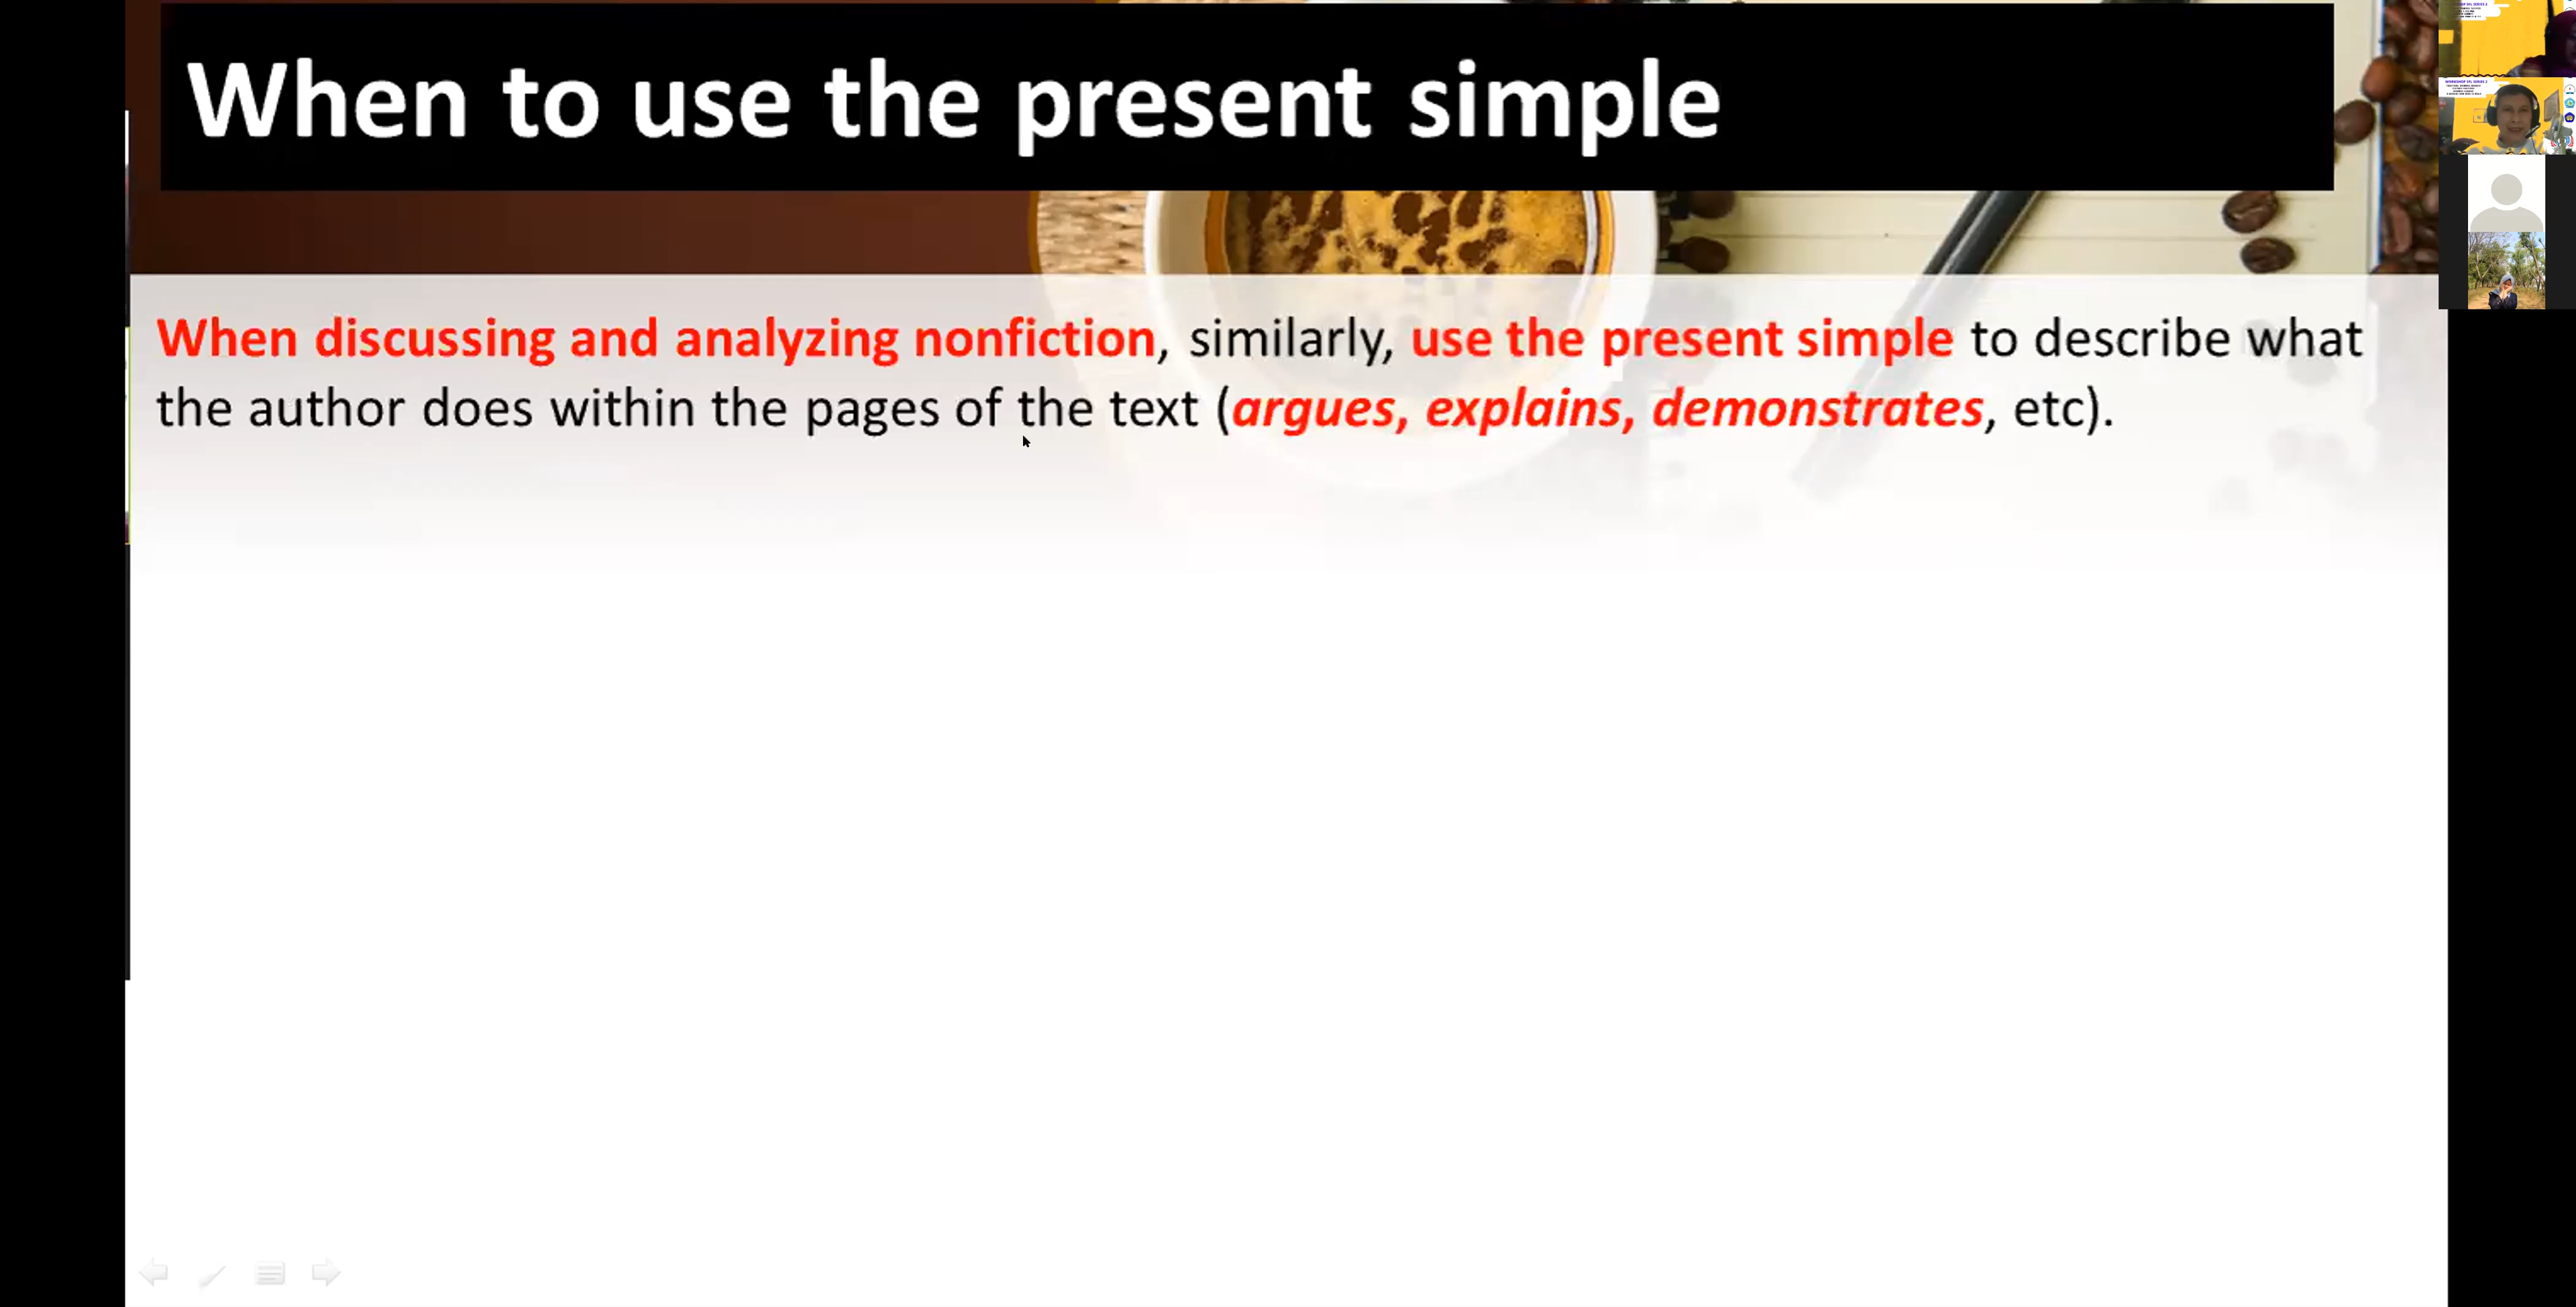 When to use the present simple
When discussing and analyzing nonfiction, similarly, use the present simple to describe what
the author does within the pages of the text (argues, explains, demonstrates, etc).